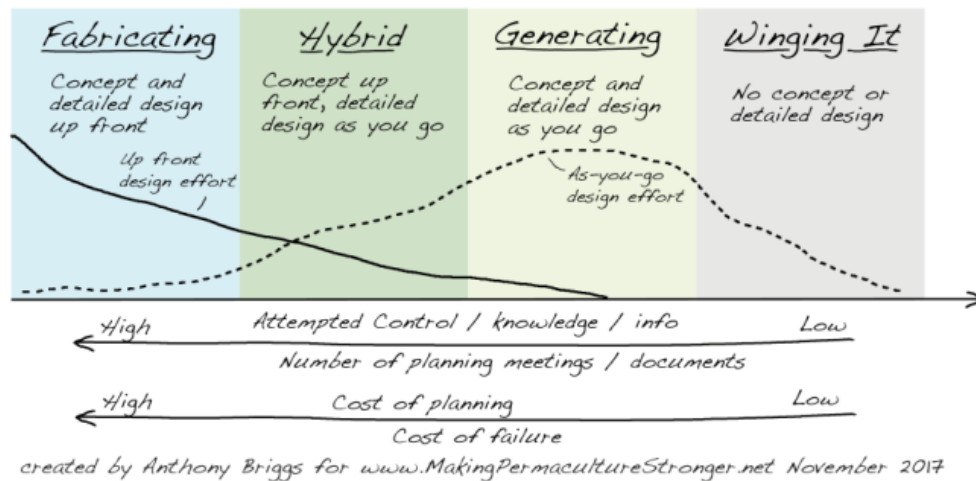 Fabricating
Concept and
detailed design
up front
Up front
design effort
Hybrid
Concept up
front, detailed
design as you go
Generating
Concept and
detailed design
as you go
As-you-go
design effort
Winging It
No concept or
detailed design
High Attempted Control / knowledge / info Low
Number of planning meetings / documents
High Cost of planning Low
Cost of failure
created by Anthony Briggs for www.MakingPermacultureStronger.net November 2017